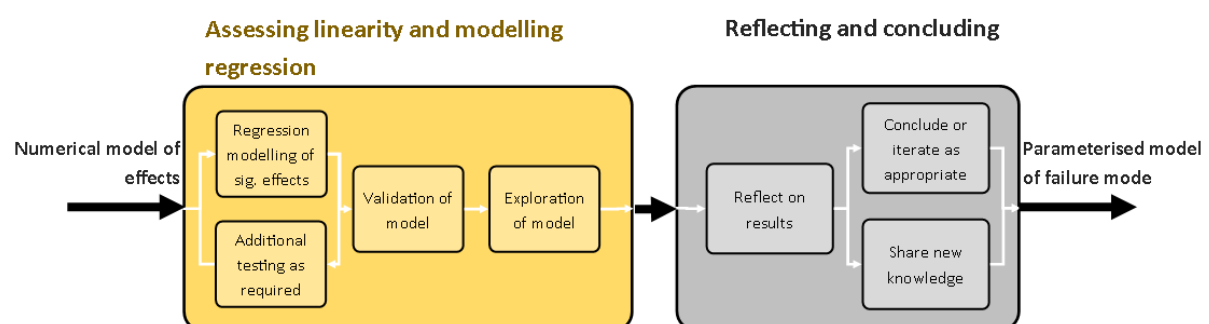 Assessing linearity and modelling
regression
Reflecting and concluding
Numerical model of
effects
Regression
modelling of
sig. effects
Additional
testing as
required
Validation of
model
Exploration
of model
Reflect on
results
Conclude or
iterate as
appropriate
Share new
knowledge
Parameterised model
of failure mode